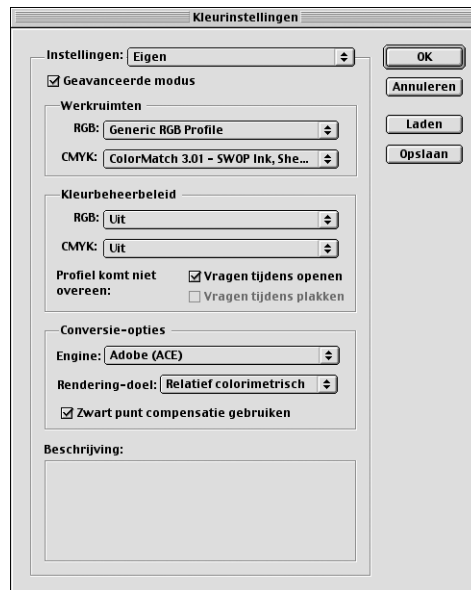 Kleurinstellingen
Instellingen: Eigen
OK
Geavanceerde modus
Annuleren
Werkruimten
RGB: Generic RGB Profile
Laden
CMYK: ColorMatch 3.01 - SWOP Ink, She...
Opslaan
Kleurbeheerbeleid
RGB: Uit
CMYK: Uit
Profiel komt niet overeen:
Vragen tijdens openen
Vragen tijdens plakken
Conversie-opties
Engine: Adobe (ACE)
Rendering-doel: Relatief colorimetrisch
Zwart punt compensatie gebruiken
Beschrijving: